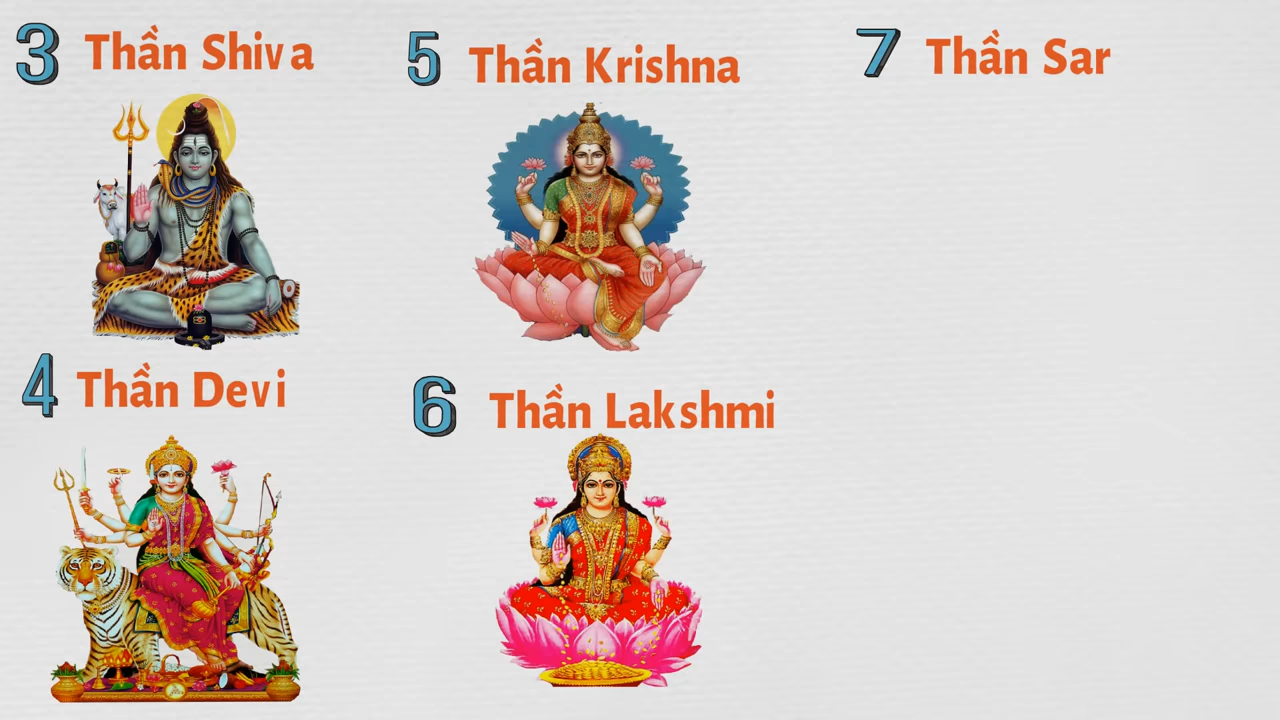 3 Thần Shiva
4 Thần Devi
5 Thần Krishna
6 Thần Lakshmi
7 Thần Sar